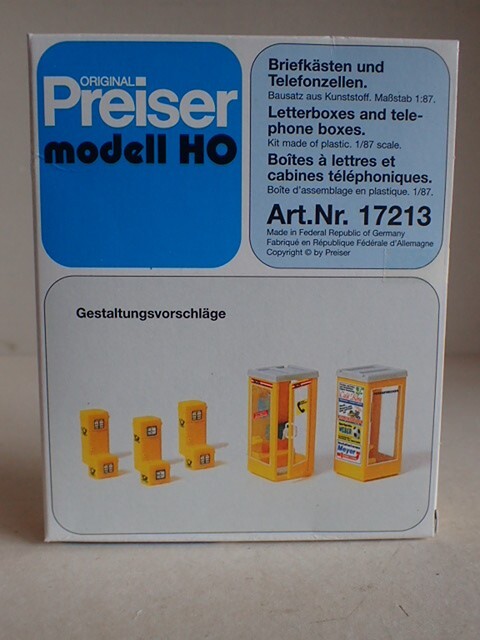 ORIGINAL
Preiser
modell HO
Briefkästen und
Telefonzellen.
Bausatz aus Kunststoff. Maßstab 1:87.
Letterboxes and tele-
phone boxes.
Kit made of plastic. 1/87 scale.
Boîtes à lettres et
cabines téléphoniques.
Boîte d'assemblage en plastique. 1/87.
Art.Nr. 17213
Made in Federal Republic of Germany
Fabriqué en République Fédérale d'Allemagne
Copyright © by Preiser
Gestaltungsvorschläge
Meyer